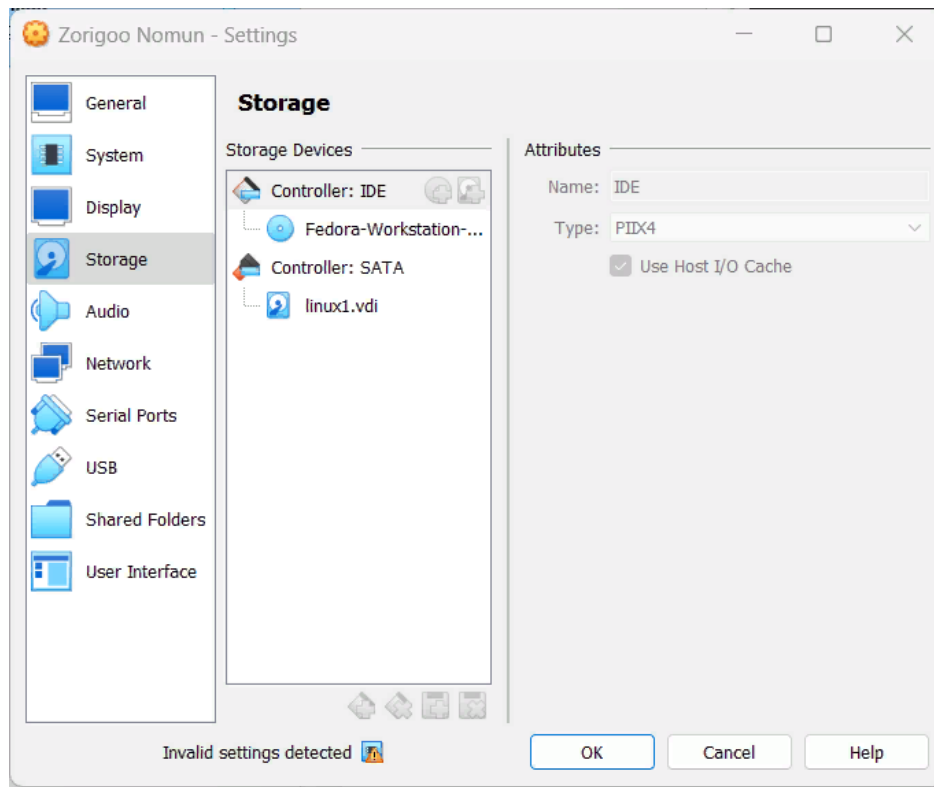 Zorigoo Nomun - Settings
General
System
Display
Storage
Audio
Network
Serial Ports
USB
Shared Folders
User Interface
Storage
Storage Devices
Controller: IDE
Fedora-Workstation-...
Controller: SATA
linux1.vdi
Attributes
Name: IDE
Type: PIIX4
Use Host I/O Cache
Invalid settings detected
OK
Cancel
Help